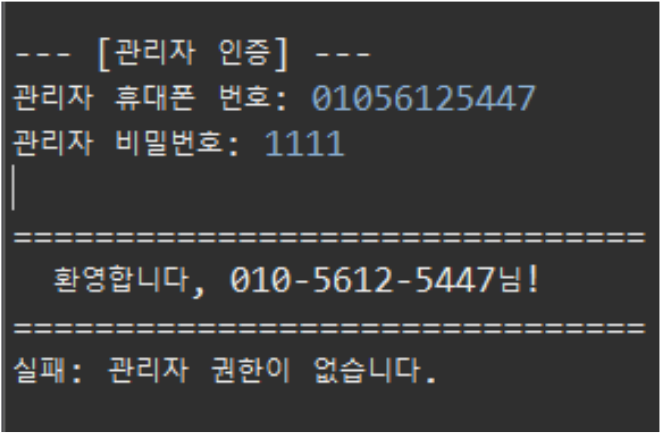 --- [관리자 인증] ---
관리자 휴대폰 번호: 01056125447
관리자 비밀번호: 1111
================================
환영합니다, 010-5612-5447님!
================================
실패: 관리자 권한이 없습니다.